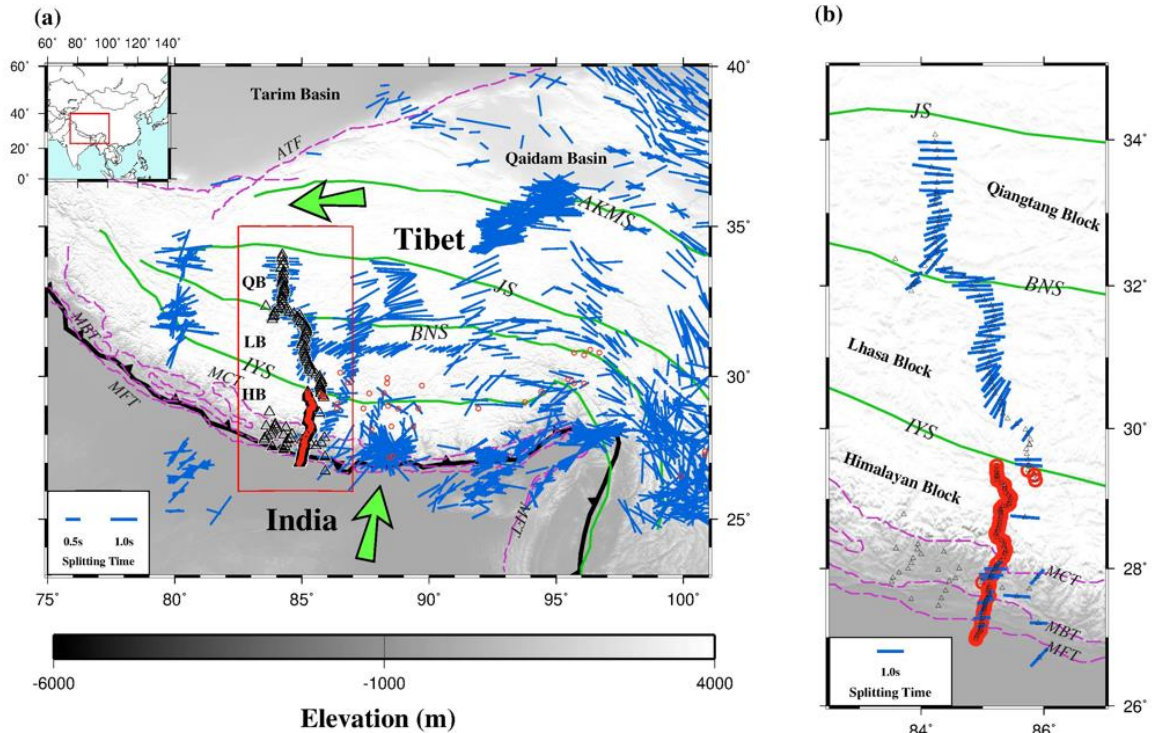 (a)
60° 80° 100° 120° 140°
60°
40°
20°
0°
Tarim Basin
ATF
Qaidam Basin
AKMS
Tibet
QB
JS
BNS
LB
IYS
MBT
MCT
MFT
HB
India
MFT
0.5s 1.0s
Splitting Time
40°
35°
30°
25°
75° 80° 85° 90° 95° 100°
-6000 -1000 4000
Elevation (m)
(b)
JS
34°
Qiangtang Block
BNS
32°
Lhasa Block
IYS
30°
Himalayan Block
28°
MCT
MBT
MFT
1.0s
Splitting Time
26°
84° 86°